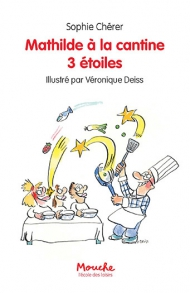 Sophie Chérer
Mathilde à la cantine
3 étoiles
Illustré par Véronique Deiss
Mouche
l'école des loisirs